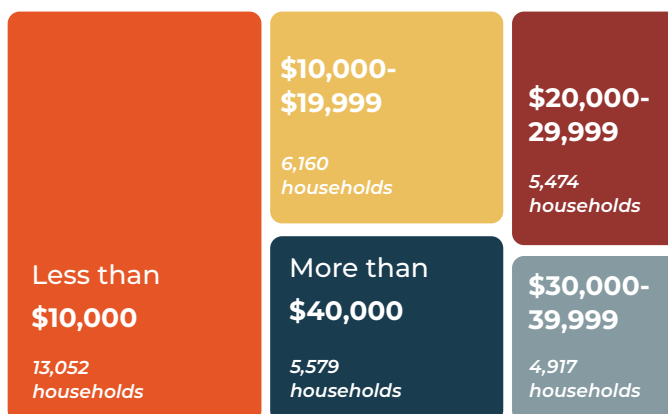 Less than
$10,000
13,052
households
$10,000-
$19,999
6,160
households
More than
$40,000
5,579
households
$20,000-
29,999
5,474
households
$30,000-
39,999
4,917
households